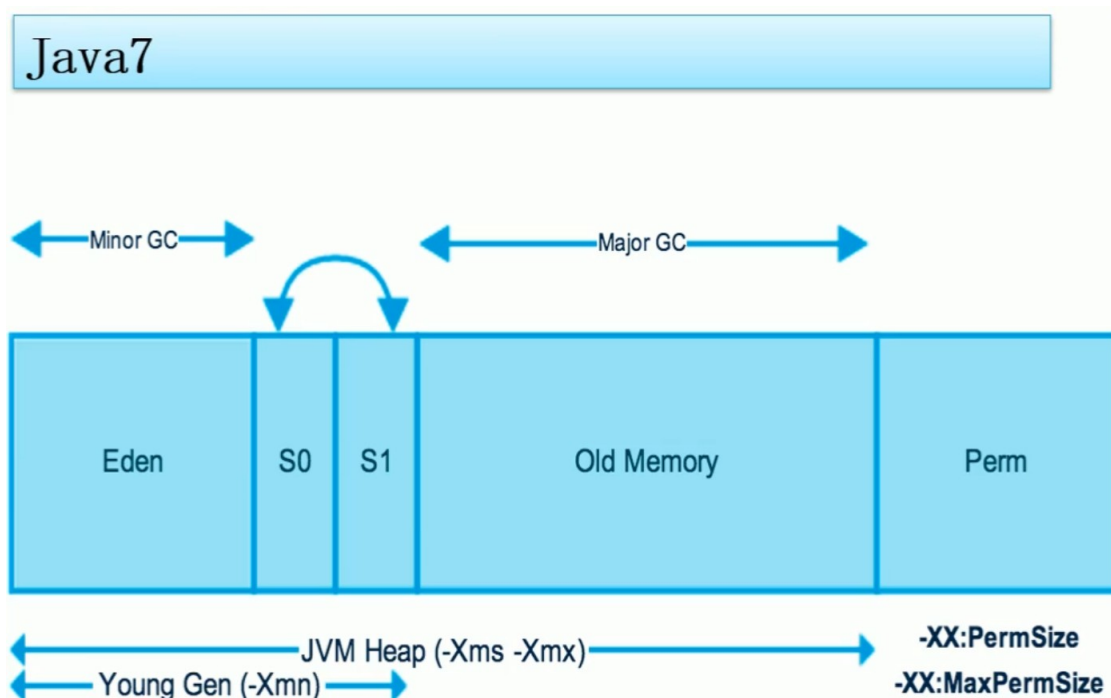 Java7
Minor GC
Major GC
Eden
S0
S1
Old Memory
Perm
JVM Heap (-Xms -Xmx)
-XX:PermSize
Young Gen (-Xmn)
-XX:MaxPermSize